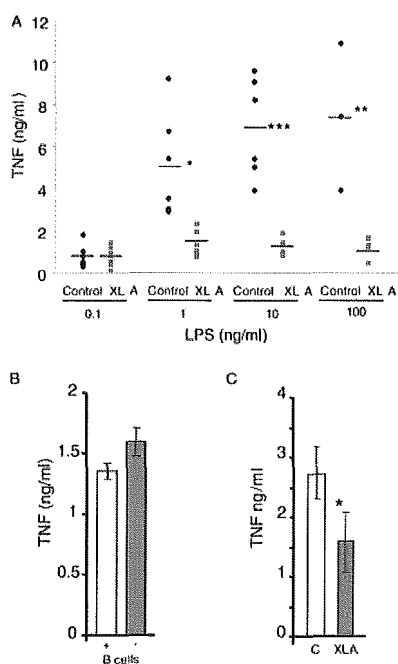 A
TNF (ng/ml)
12
10
8
6
4
2
0
*
***
**
Control XL A Control XL A Control XL A Control XL A
0.1 1 10 100
LPS (ng/ml)
B
TNF (ng/ml)
2
1.5
1
0.5
0
+ -
B cells
C
TNF ng/ml)
4
3
2
1
0
*
C XLA